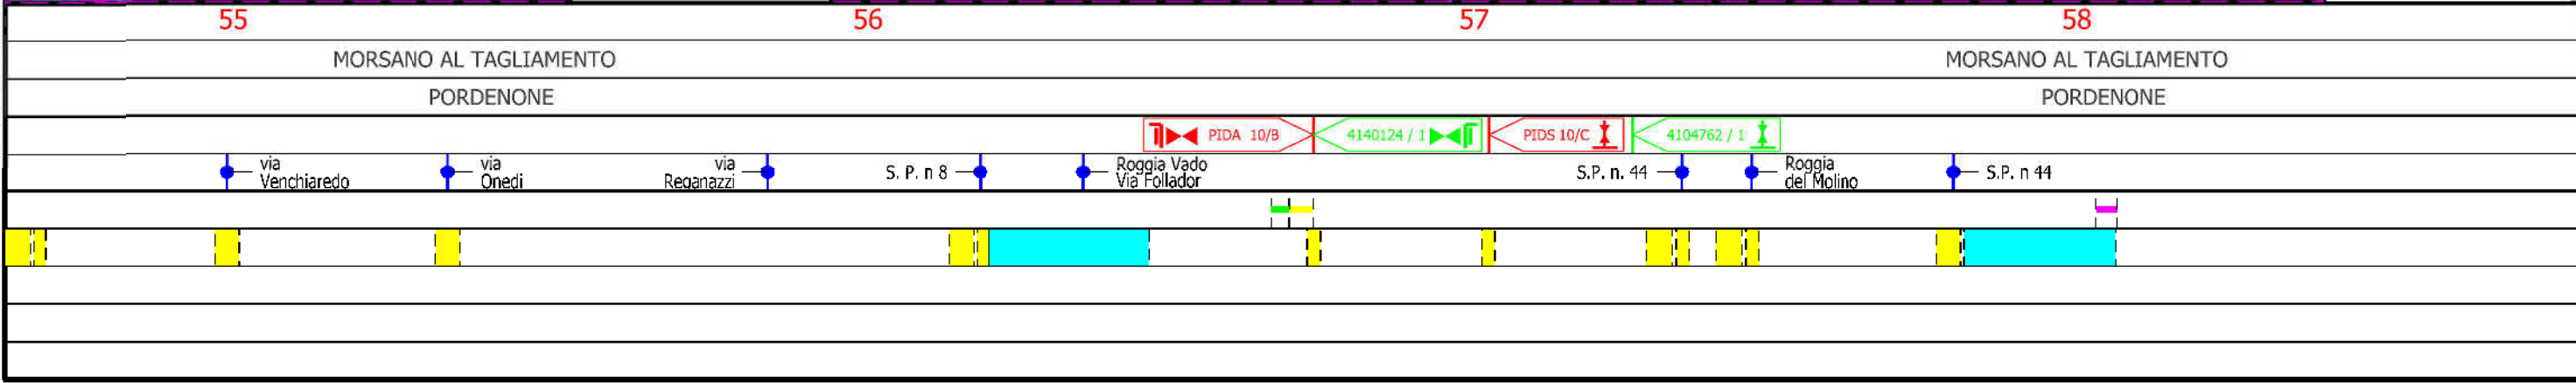 55 56 57 58
MORSANO AL TAGLIAMENTO MORSANO AL TAGLIAMENTO
PORDENONE PORDENONE
PIDA 10/B 4140124 / 1 PIDS 10/C 4104762 / 1
via
Venchiaredo
via
Onedi
via
Reganazzi
S. P. n 8
Roggia Vado
Via Follador
S.P. n. 44
Roggia
del Molino
S.P. n 44